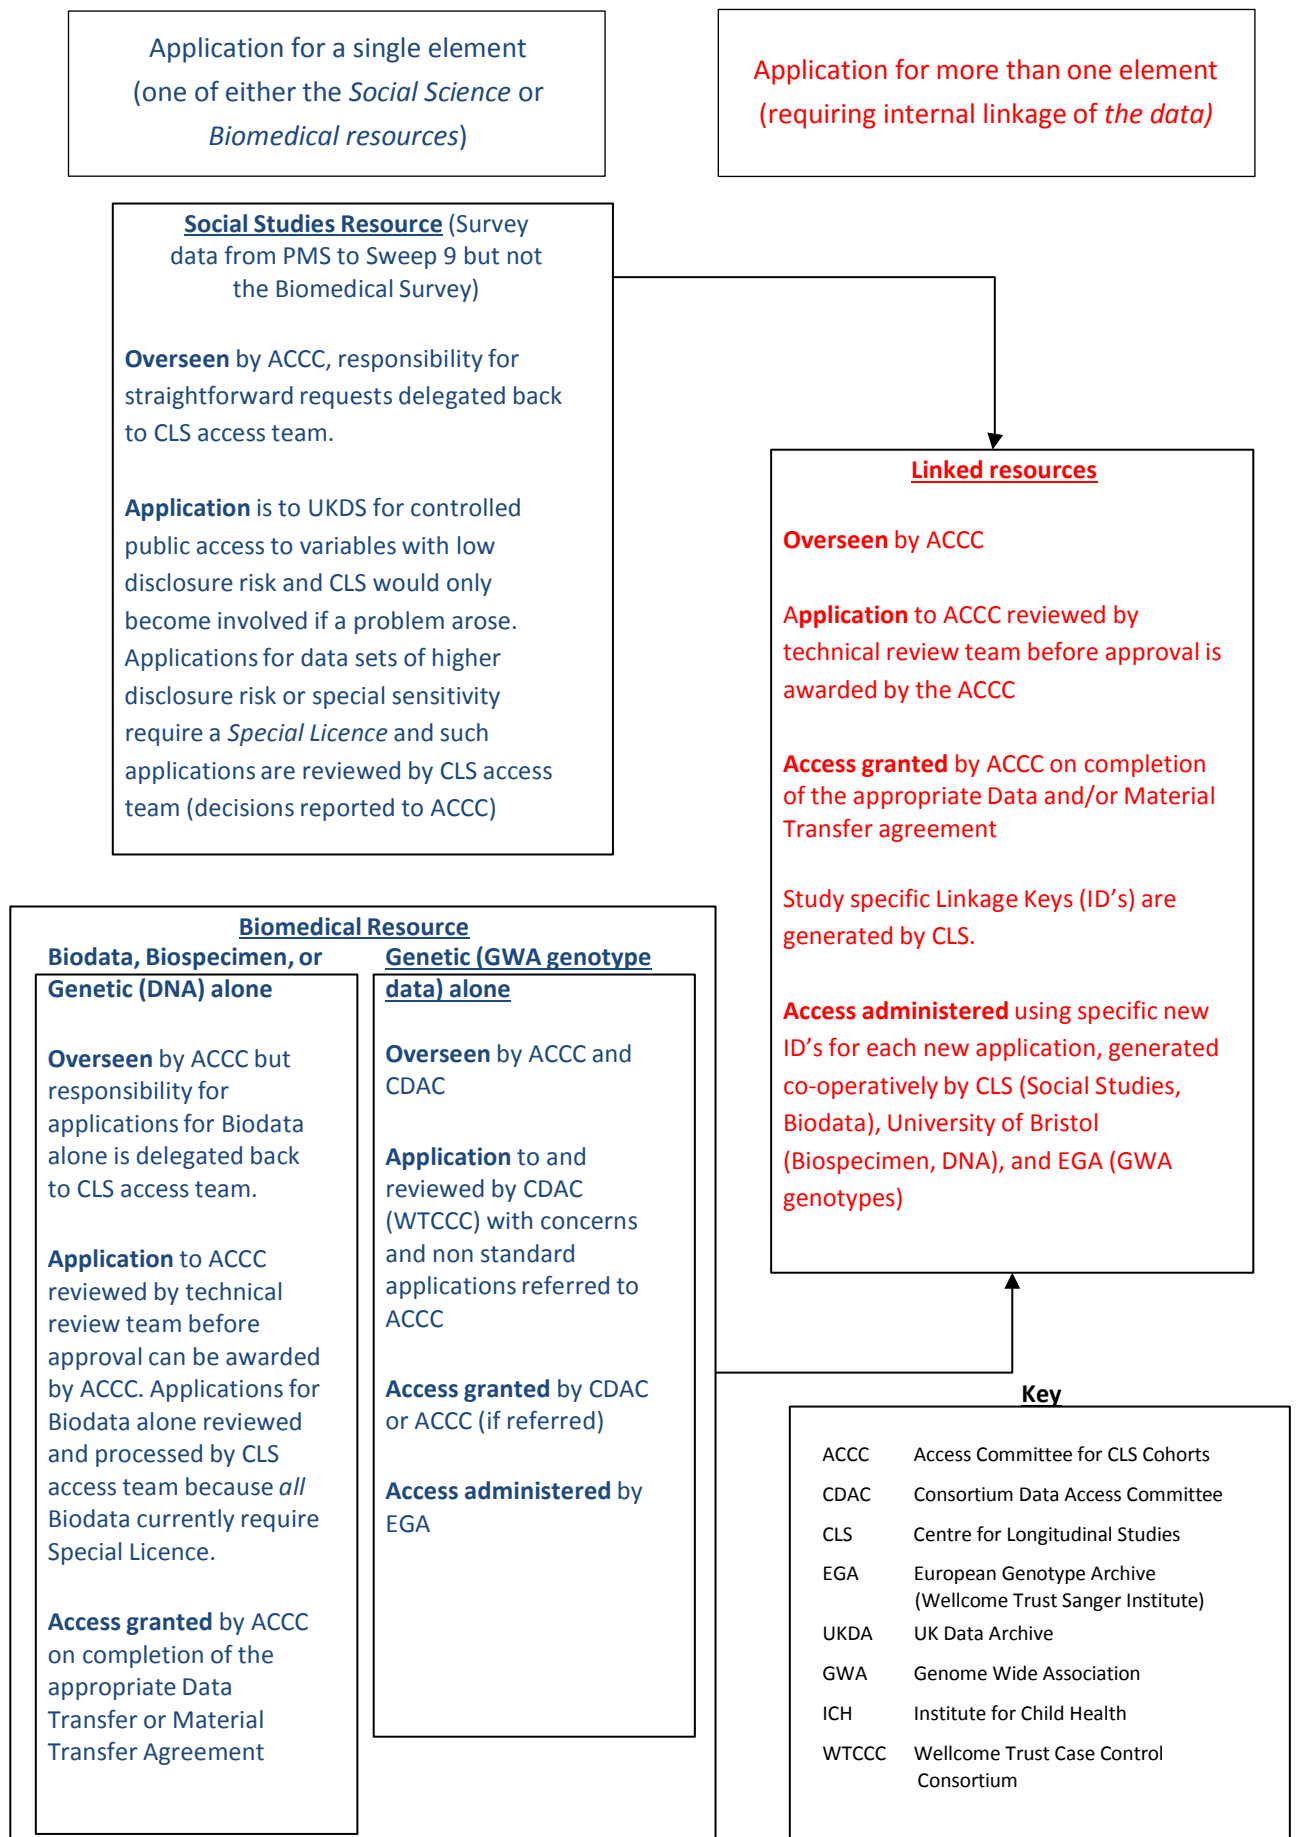 Application for a single element
(one of either the Social Science or
Biomedical resources)
Application for more than one element
(requiring internal linkage of the data)
Social Studies Resource (Survey
data from PMS to Sweep 9 but not
the Biomedical Survey)
Overseen by ACCC, responsibility for
straightforward requests delegated back
to CLS access team.
Application is to UKDS for controlled
public access to variables with low
disclosure risk and CLS would only
become involved if a problem arose.
Applications for data sets of higher
disclosure risk or special sensitivity
require a Special Licence and such
applications are reviewed by CLS access
team (decisions reported to ACCC)
Linked resources
Overseen by ACCC
Application to ACCC reviewed by
technical review team before approval is
awarded by the ACCC
Access granted by ACCC on completion
of the appropriate Data and/or Material
Transfer agreement
Study specific Linkage Keys (ID’s) are
generated by CLS.
Access administered using specific new
ID’s for each new application, generated
co-operatively by CLS (Social Studies,
Biodata), University of Bristol
(Biospecimen, DNA), and EGA (GWA
genotypes)
Biomedical Resource
Biodata, Biospecimen, or
Genetic (DNA) alone
Overseen by ACCC but
responsibility for
applications for Biodata
alone is delegated back
to CLS access team.
Application to ACCC
reviewed by technical
review team before
approval can be awarded
by ACCC. Applications for
Biodata alone reviewed
and processed by CLS
access team because all
Biodata currently require
Special Licence.
Access granted by ACCC
on completion of the
appropriate Data
Transfer or Material
Transfer Agreement
Genetic (GWA genotype
data) alone
Overseen by ACCC and
CDAC
Application to and
reviewed by CDAC
(WTCCC) with concerns
and non standard
applications referred to
ACCC
Access granted by CDAC
or ACCC (if referred)
Access administered by
EGA
Key
ACCC Access Committee for CLS Cohorts
CDAC Consortium Data Access Committee
CLS Centre for Longitudinal Studies
EGA European Genotype Archive
(Wellcome Trust Sanger Institute)
UKDA UK Data Archive
GWA Genome Wide Association
ICH Institute for Child Health
WTCCC Wellcome Trust Case Control
Consortium